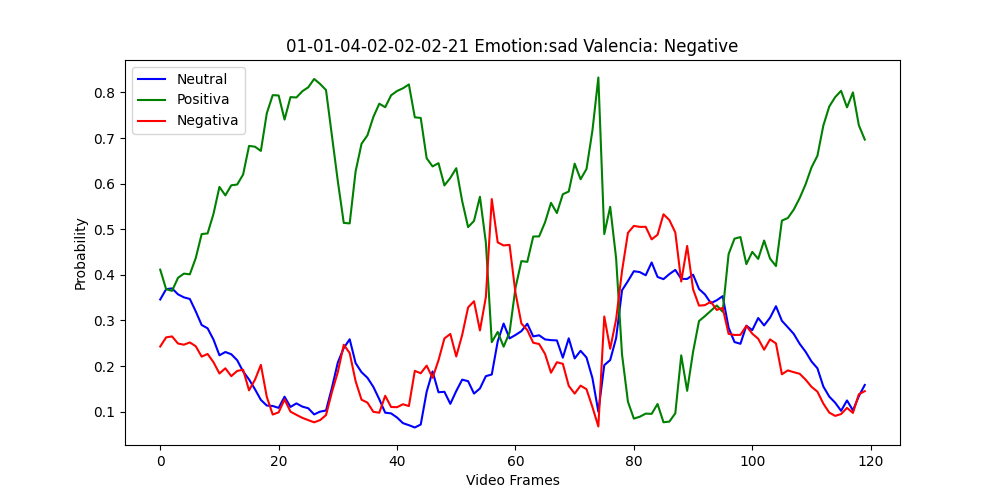 01-01-04-02-02-02-21 Emotion:sad Valencia: Negative
Neutral
Positiva
Negativa
0.8
0.7
0.6
0.5
0.4
0.3
0.2
0.1
Probability
0 20 40 60 80 100 120
Video Frames